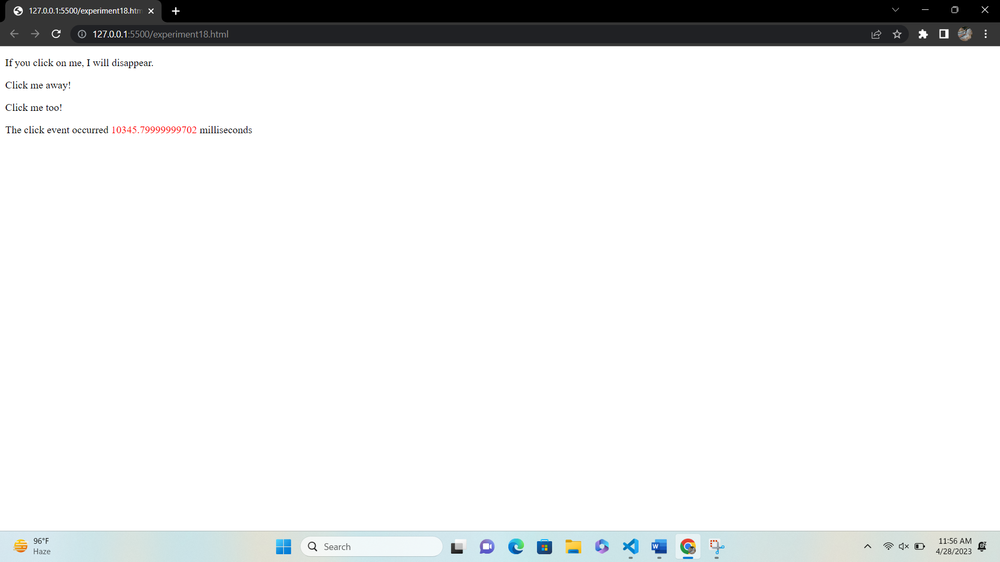 127.0.0.1:5500/experiment18.htm
127.0.0.1:5500/experiment18.html
If you click on me, I will disappear.
Click me away!
Click me too!
The click event occurred 10345.79999999702 milliseconds
96°F
Haze
Search
11:56 AM
4/28/2023